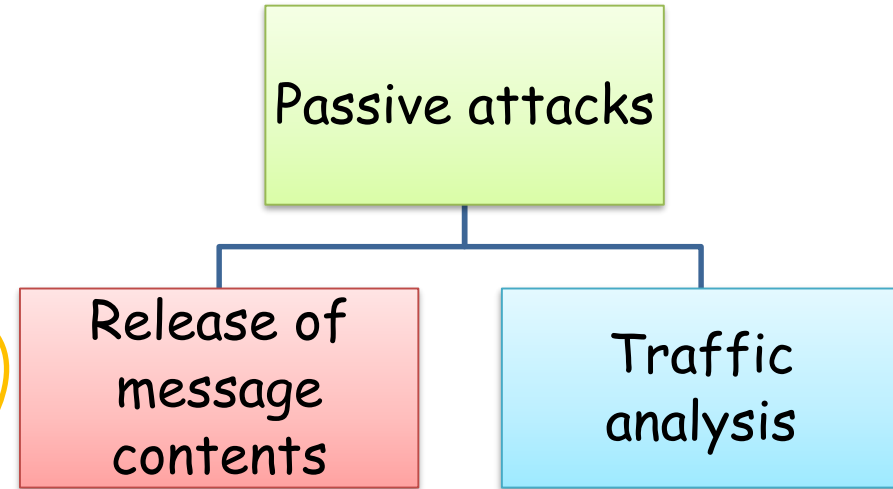 Passive attacks
Release of
message
contents
Traffic
analysis